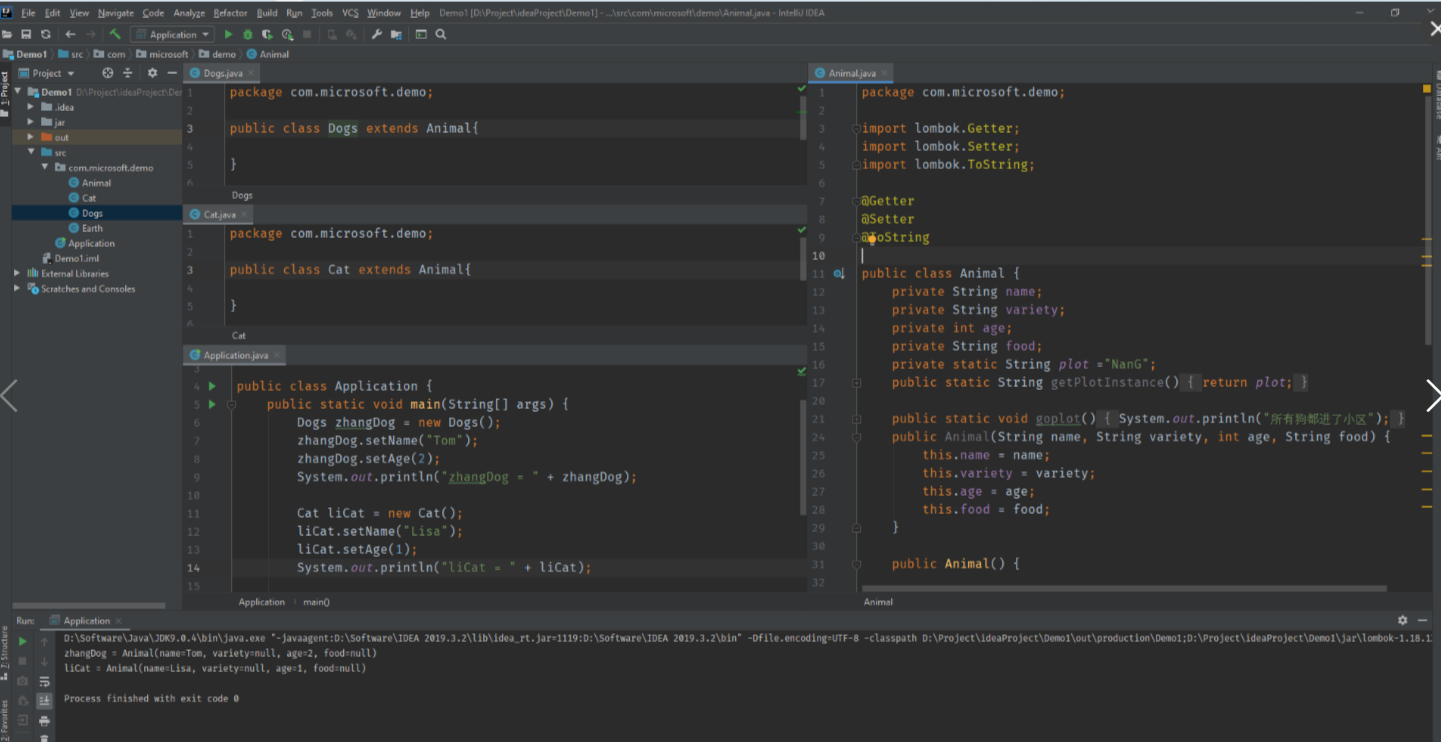 File Edit View Navigate Code Analyze Refactor Build Run Tools VCS Window Help Demo1 [D:\Project\ideaProject\Demo1] - ...\src\com\microsoft\demo\Animal.java - IntelliJ IDEA
Application
Demo1 src com microsoft demo Animal
1: Project
Project
Demo1 D:\Project\ideaProject\Der
.idea
jar
out
src
com.microsoft.demo
Animal
Cat
Dogs
Earth
Application
Demo1.iml
External Libraries
Scratches and Consoles
Dogs.java
1 package com.microsoft.demo;
2
3 public class Dogs extends Animal{
4
5 }
6
Dogs
Cat.java
1 package com.microsoft.demo;
2
3 public class Cat extends Animal{
4
5 }
6
Cat
Application.java
3
4 public class Application {
5 public static void main(String[] args) {
6 Dogs zhangDog = new Dogs();
7 zhangDog.setName("Tom");
8 zhangDog.setAge(2);
9 System.out.println("zhangDog = " + zhangDog);
10
11 Cat liCat = new Cat();
12 liCat.setName("Lisa");
13 liCat.setAge(1);
14 System.out.println("liCat = " + liCat);
15
Application main()
Animal.java
1 package com.microsoft.demo;
2
3 import lombok.Getter;
4 import lombok.Setter;
5 import lombok.ToString;
6
7 @Getter
8 @Setter
9 @ToString
10
11 public class Animal {
12 private String name;
13 private String variety;
14 private int age;
15 private String food;
16 private static String plot ="NanG";
17 public static String getPlotInstance() { return plot; }
20
21 public static void goplot() { System.out.println("所有狗都进了小区"); }
24 public Animal(String name, String variety, int age, String food) {
25 this.name = name;
26 this.variety = variety;
27 this.age = age;
28 this.food = food;
29 }
30
31 public Animal() {
32
Animal
Database
Run: Application
D:\Software\Java\JDK9.0.4\bin\java.exe "-javaagent:D:\Software\IDEA 2019.3.2\lib\idea_rt.jar=1119:D:\Software\IDEA 2019.3.2\bin" -Dfile.encoding=UTF-8 -classpath D:\Project\ideaProject\Demo1\out\production\Demo1;D:\Project\ideaProject\Demo1\jar\lombok-1.18.1
zhangDog = Animal(name=Tom, variety=null, age=2, food=null)
liCat = Animal(name=Lisa, variety=null, age=1, food=null)
Process finished with exit code 0
7: Structure
2: Favorites